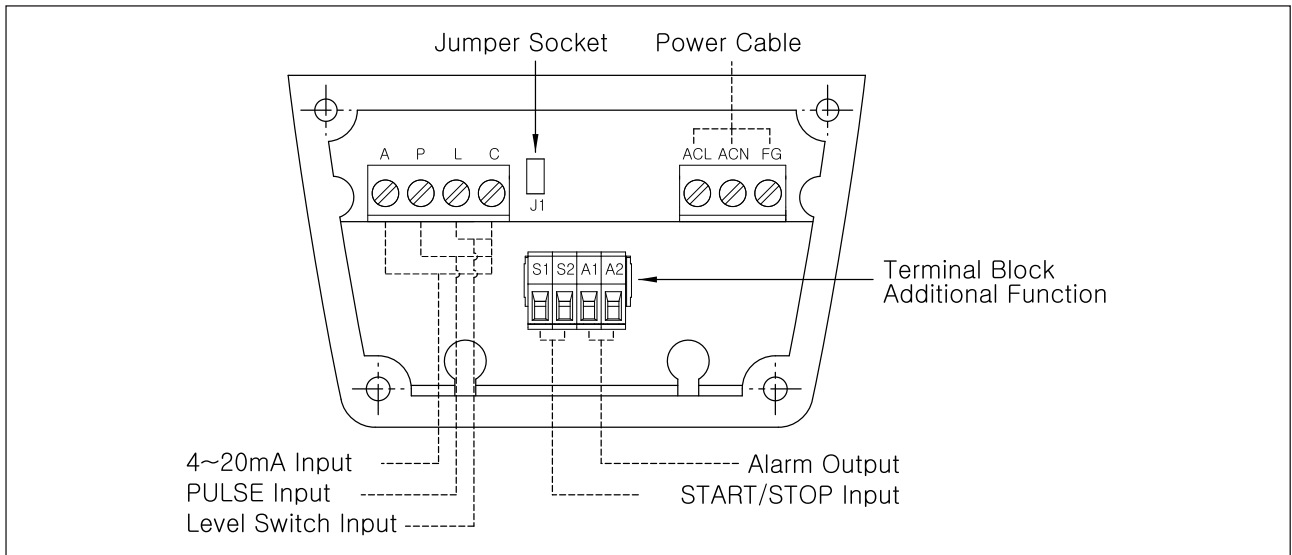 Jumper Socket Power Cable
A P L C ACL ACN FG
J1
S1 S2 A1 A2
Terminal Block
Additional Function
4~20mA Input Alarm Output
PULSE Input START/STOP Input
Level Switch Input